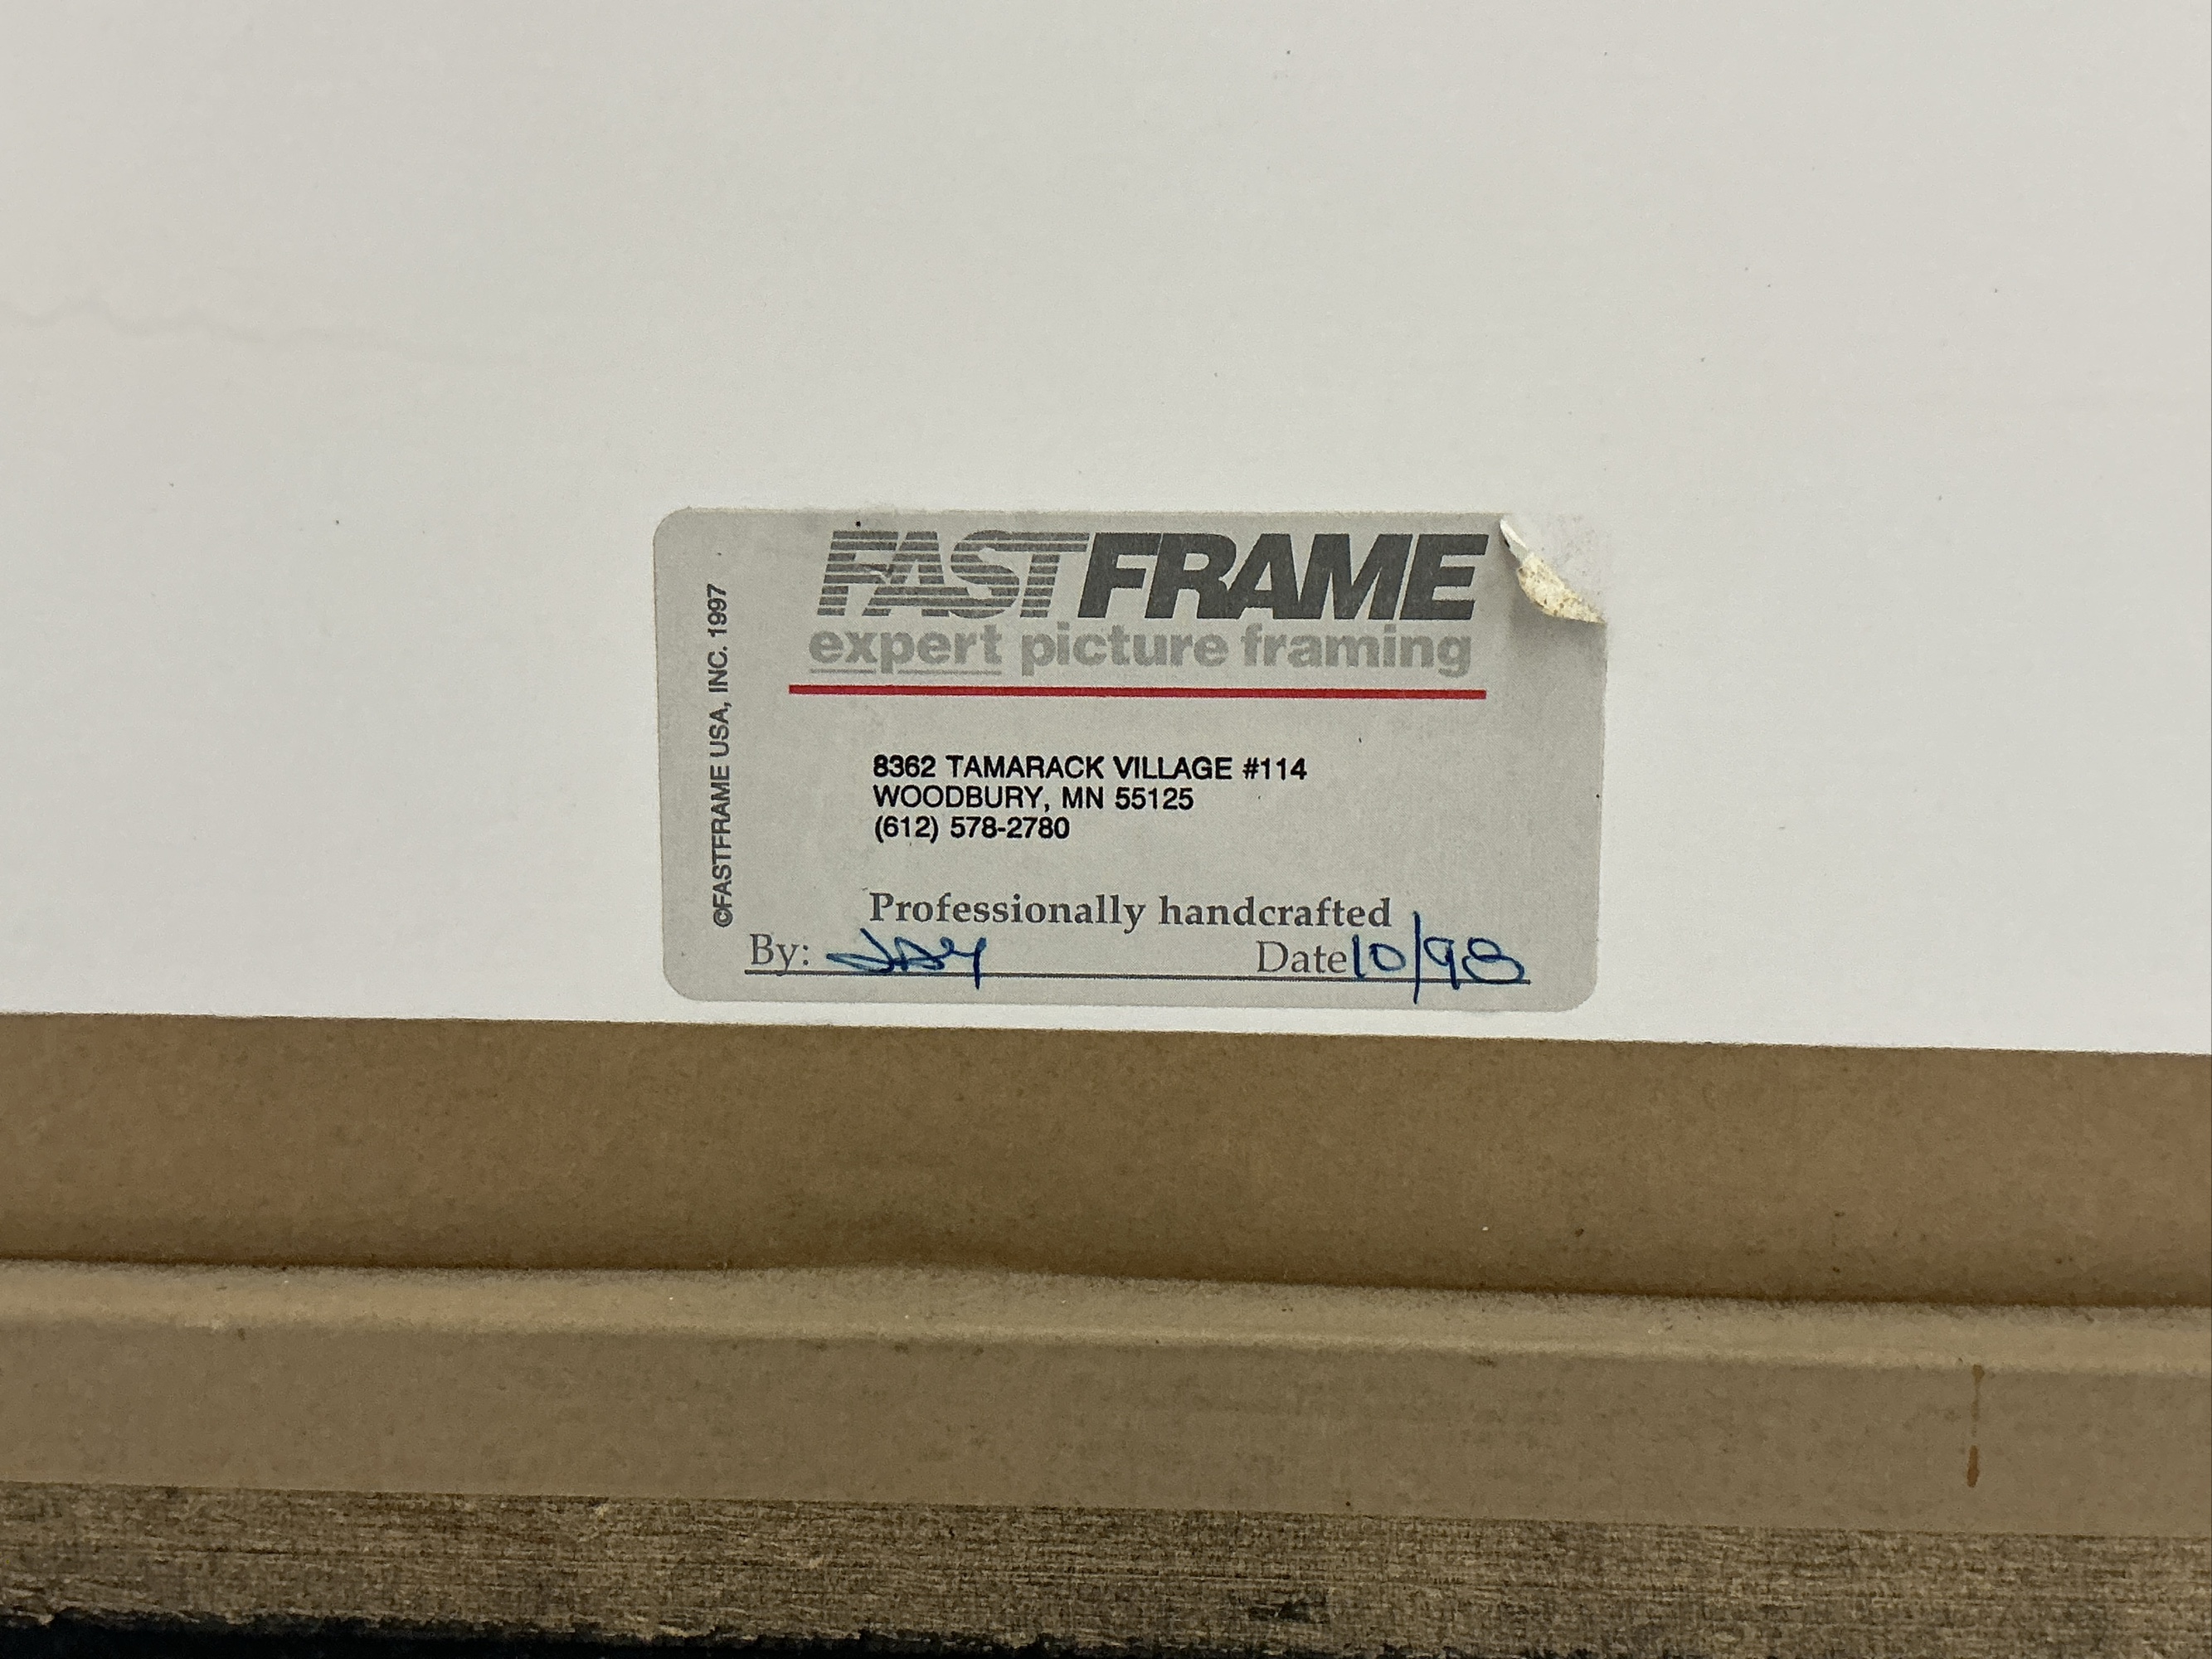 FASTFRAME
expert picture framing
8362 TAMARACK VILLAGE #114
WOODBURY, MN 55125
(612) 578-2780
Professionally handcrafted
By: JAY Date 10/98
©FASTFRAME USA, INC. 1997